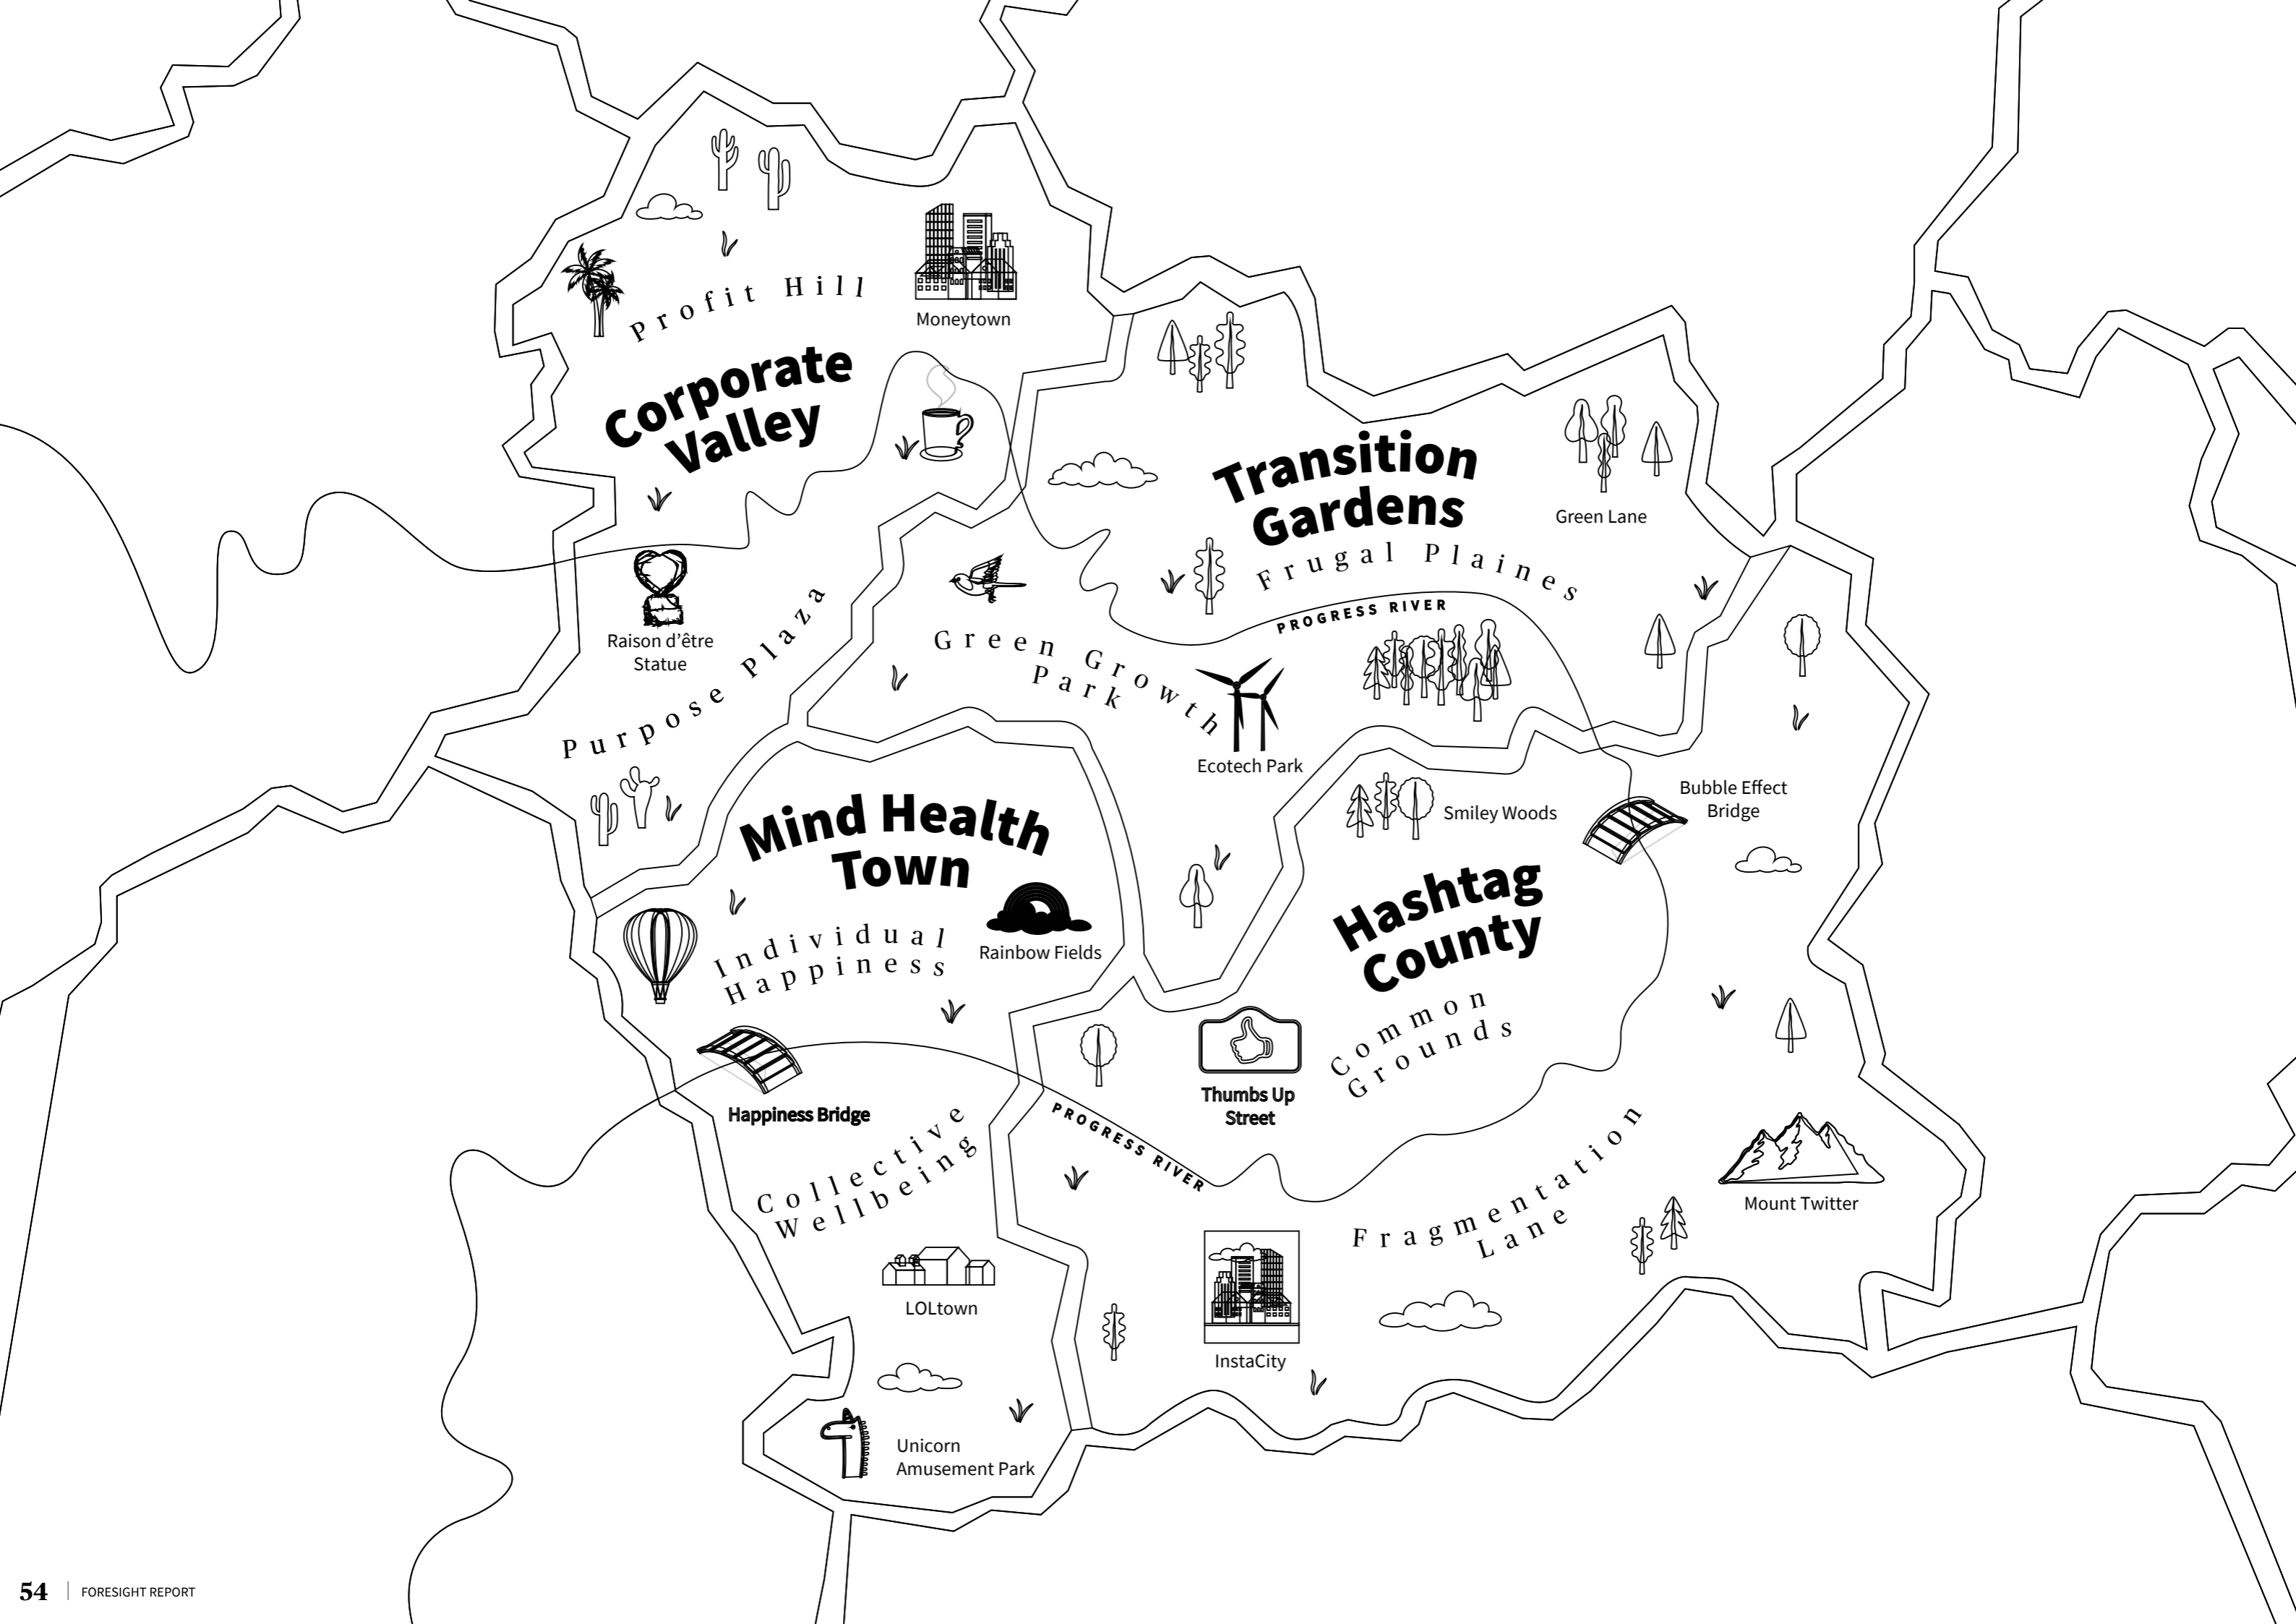 Profit Hill
Moneytown
Corporate
Valley
Transition
Gardens
Green Lane
Frugal Plaines
PROGRESS RIVER
Raison d’être
Statue
Purpose Plaza
Green Growth
Park
Ecotech Park
Mind Health
Town
Smiley Woods
Bubble Effect
Bridge
Individual
Happiness
Rainbow Fields
Hashtag
County
Common
Grounds
Happiness Bridge
Thumbs Up
Street
PROGRESS RIVER
Collective
Wellbeing
Fragmentation
Lane
Mount Twitter
LOLtown
InstaCity
Unicorn
Amusement Park
54 FORESIGHT REPORT